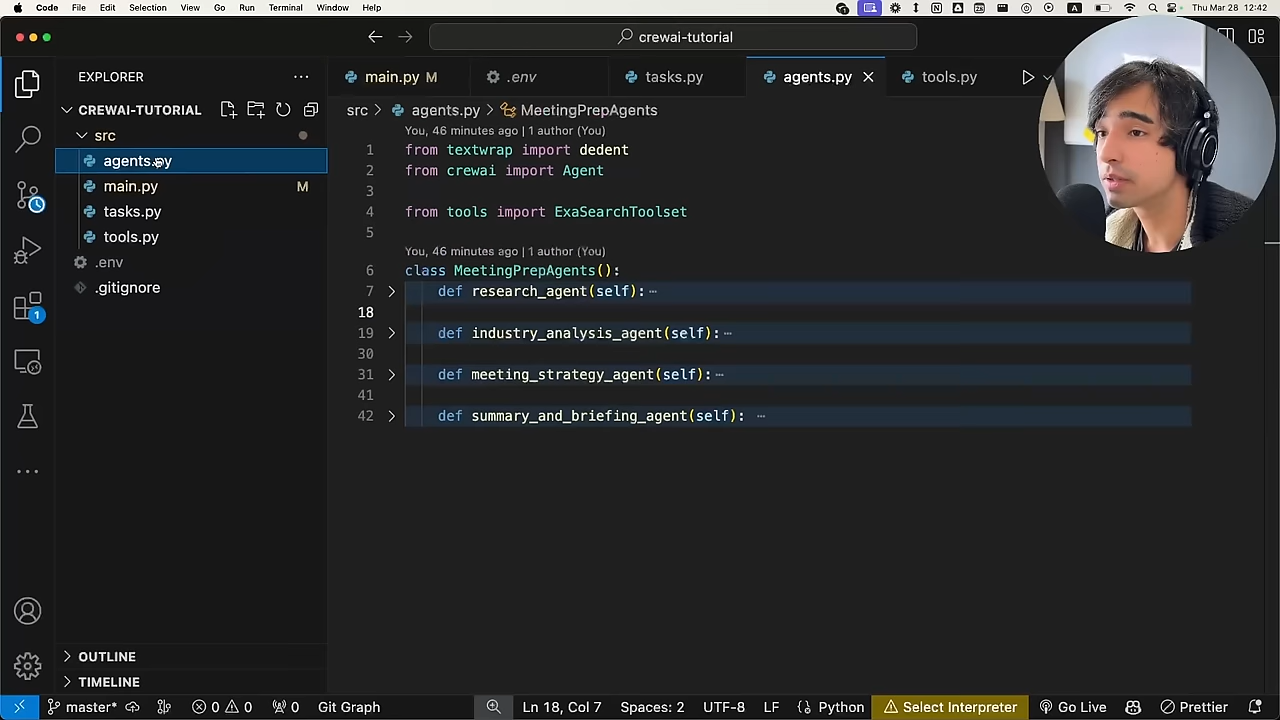 Code File Edit Selection View Go Run Terminal Window Help Thu Mar 28 12:42
crewai-tutorial
EXPLORER
main.py M .env tasks.py agents.py tools.py
CREWAI-TUTORIAL
src > agents.py > MeetingPrepAgents
src
You, 46 minutes ago | 1 author (You)
agents.py
1 from textwrap import dedent
2 from crewai import Agent
main.py M
3
tasks.py
4 from tools import ExaSearchToolset
tools.py
5
.env
You, 46 minutes ago | 1 author (You)
6 class MeetingPrepAgents():
.gitignore
7 def research_agent(self):
18
19 def industry_analysis_agent(self):
30
31 def meeting_strategy_agent(self):
41
42 def summary_and_briefing_agent(self):
1
OUTLINE
TIMELINE
master* 0 0 0 Git Graph Ln 18, Col 7 Spaces: 2 UTF-8 LF Python Select Interpreter Go Live Prettier